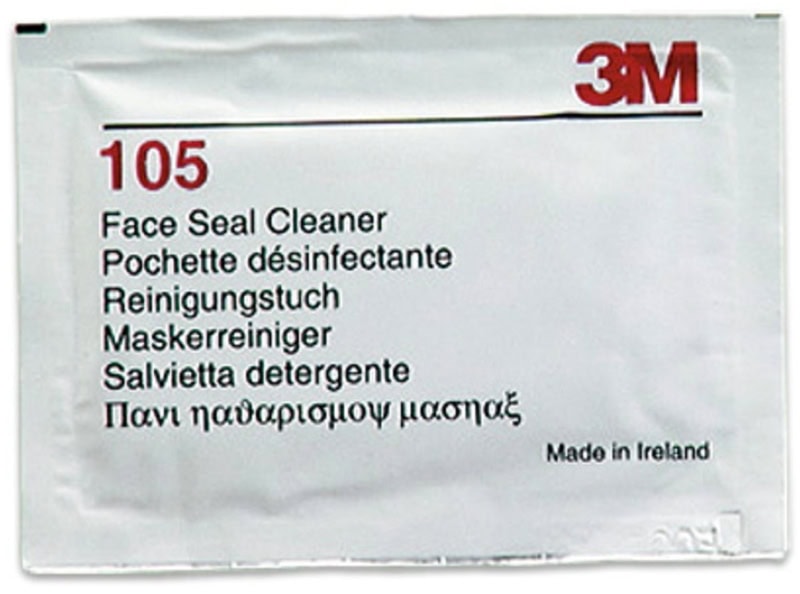 3M
105
Face Seal Cleaner
Pochette désinfectante
Reinigungstuch
Maskerreiniger
Salvietta detergente
Πανι ηαϑαρισμοψ μασηαξ
Made in Ireland